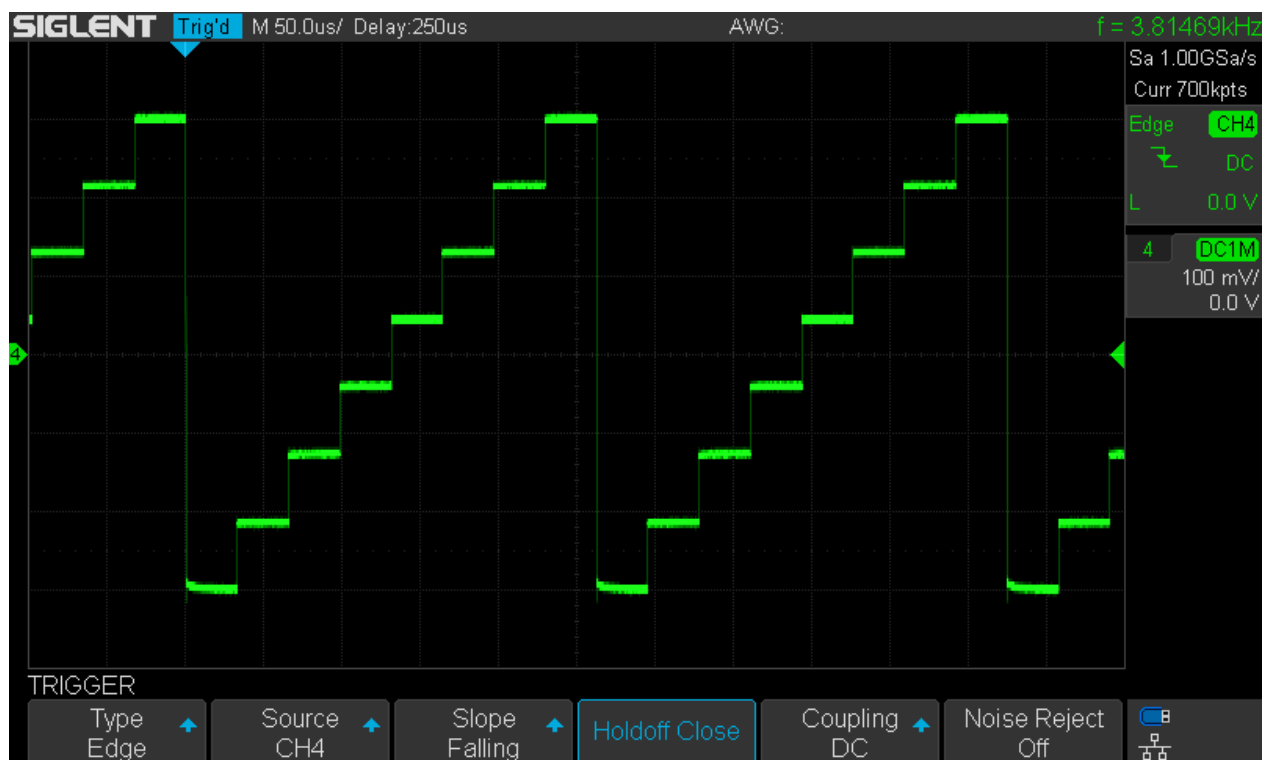 SIGLENT Trig'd M 50.0us/ Delay:250us AWG: f = 3.81469kHz
Sa 1.00GSa/s
Curr 700kpts
Edge CH4
DC
L 0.0 V
4 DC1M
100 mV/
0.0 V
4
TRIGGER
Type Source Slope Holdoff Close Coupling Noise Reject
Edge CH4 Falling DC Off